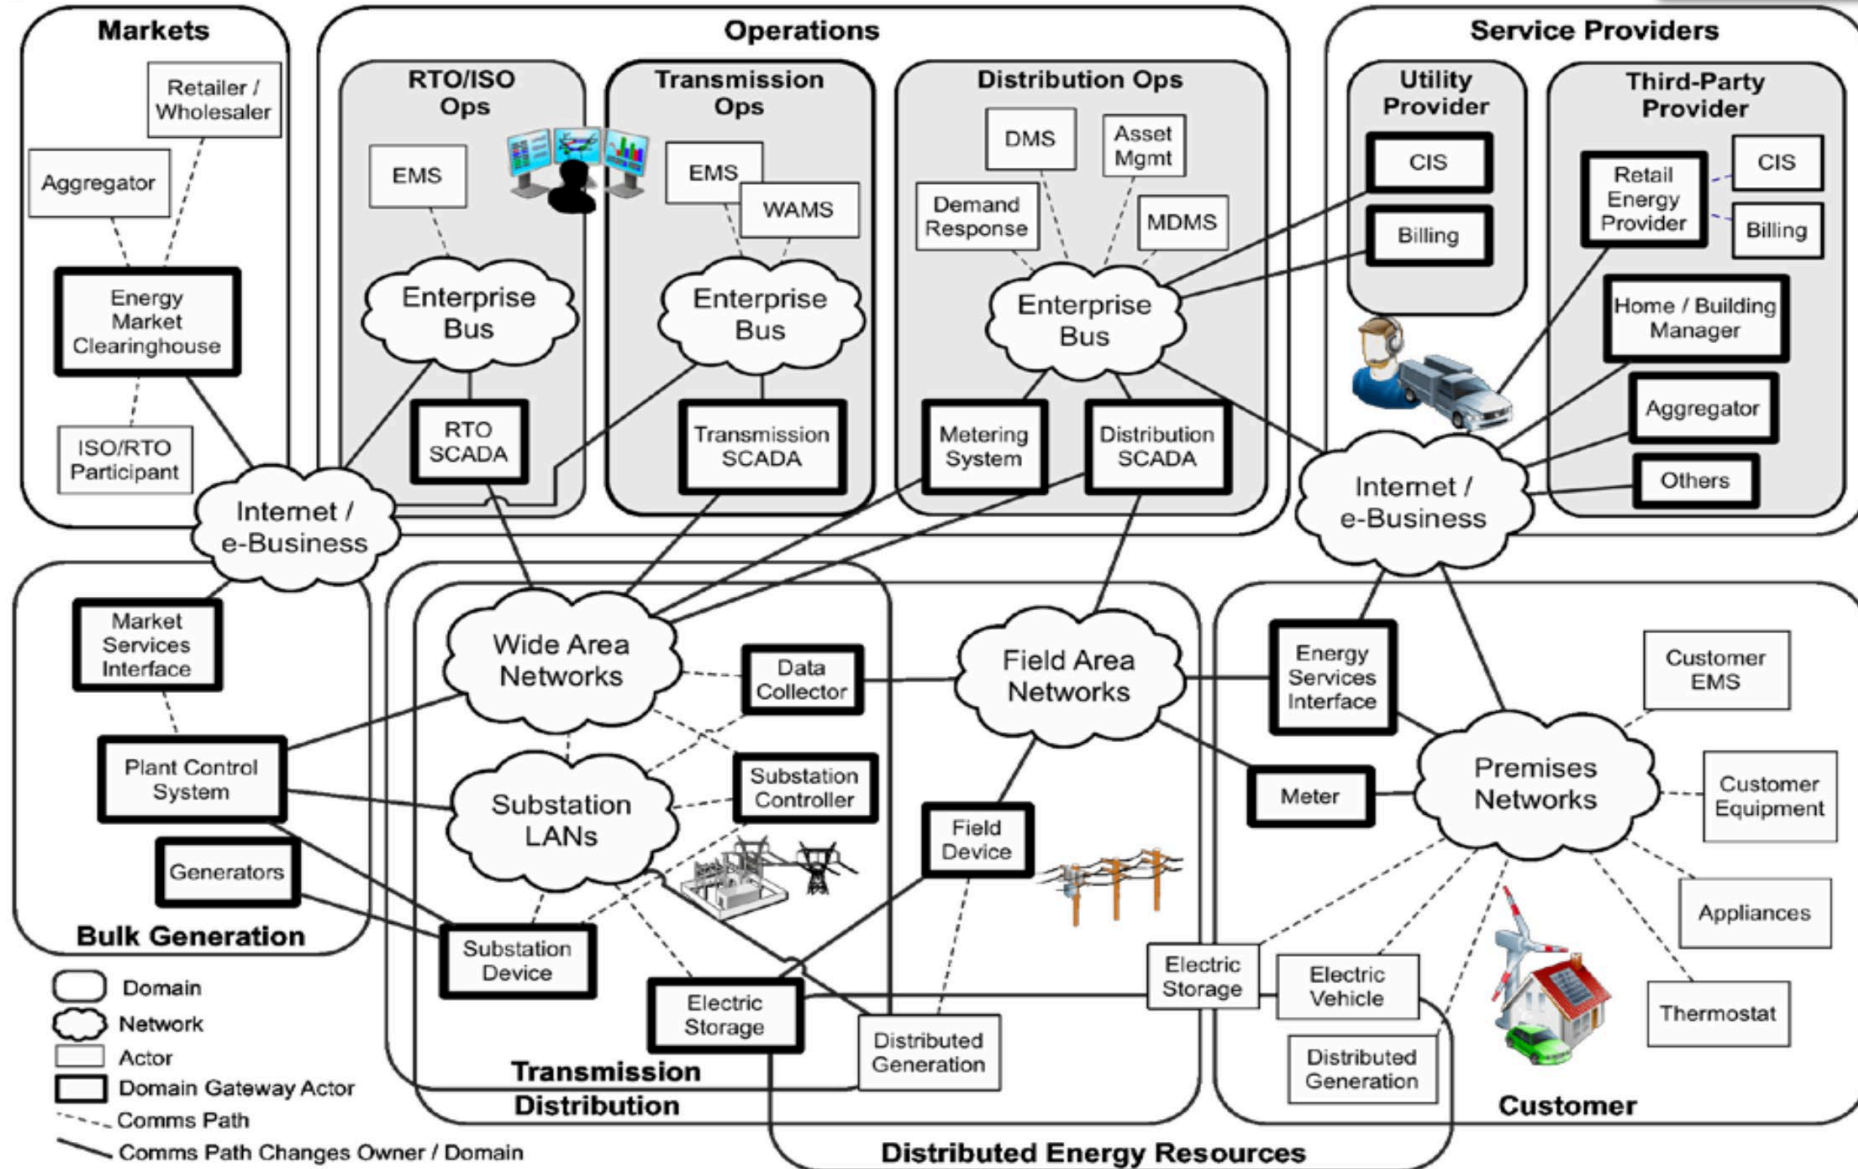 Markets
Retailer /
Wholesaler
Aggregator
Energy
Market
Clearinghouse
ISO/RTO
Participant
Internet /
e-Business
Operations
RTO/ISO
Ops
EMS
Enterprise
Bus
RTO
SCADA
Transmission
Ops
EMS
WAMS
Enterprise
Bus
Transmission
SCADA
Distribution Ops
DMS
Asset
Mgmt
Demand
Response
MDMS
Enterprise
Bus
Metering
System
Distribution
SCADA
Service Providers
Utility
Provider
CIS
Billing
Third-Party
Provider
Retail
Energy
Provider
CIS
Billing
Home / Building
Manager
Aggregator
Others
Internet /
e-Business
Market
Services
Interface
Plant Control
System
Generators
Bulk Generation
Wide Area
Networks
Data
Collector
Substation
LANs
Substation
Controller
Substation
Device
Electric
Storage
Distributed
Generation
Transmission
Distribution
Field Area
Networks
Field
Device
Energy
Services
Interface
Meter
Premises
Networks
Customer
EMS
Customer
Equipment
Appliances
Thermostat
Electric
Storage
Electric
Vehicle
Distributed
Generation
Customer
Distributed Energy Resources
Domain
Network
Actor
Domain Gateway Actor
Comms Path
Comms Path Changes Owner / Domain